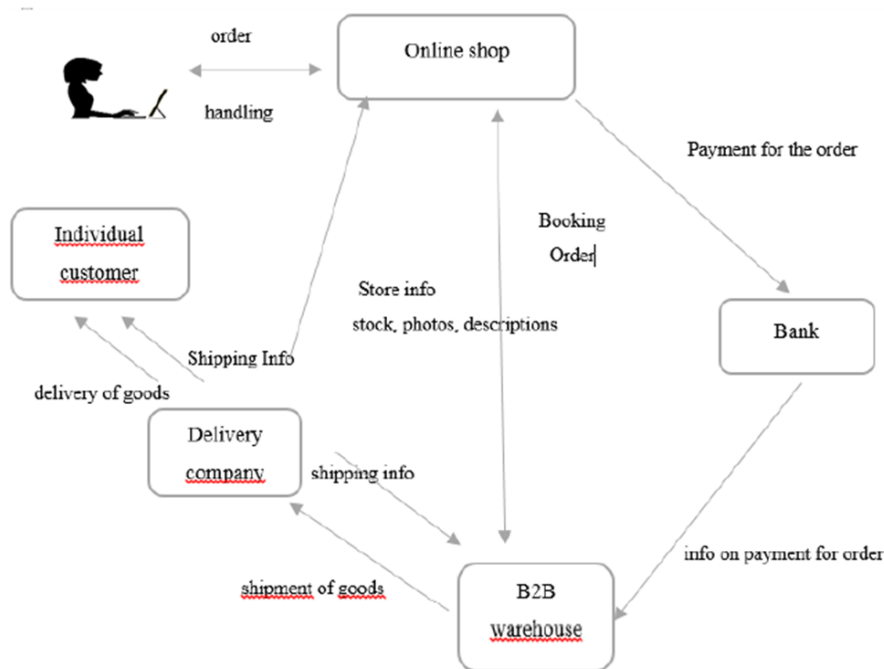 order
Online shop
handling
Payment for the order
Individual
customer
Booking
Order
Store info
stock, photos, descriptions
Bank
Shipping Info
delivery of goods
Delivery
company
shipping info
info on payment for order
shipment of goods
B2B
warehouse